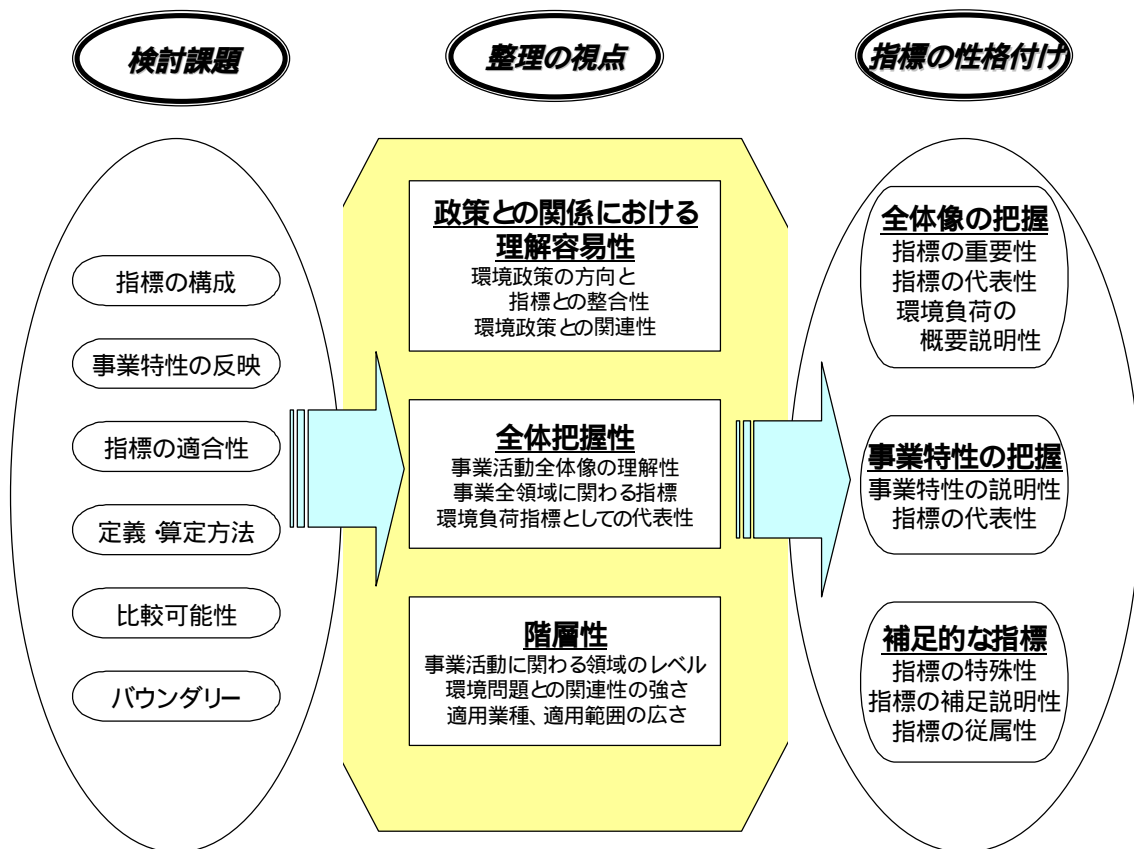 検討課題
整理の視点
指標の性格付け
指標の構成
事業特性の反映
指標の適合性
定義・算定方法
比較可能性
バウンダリー
政策との関係における
理解容易性
環境政策の方向と
指標との整合性
環境政策との関連性
全体把握性
事業活動全体像の理解性
事業全領域に関わる指標
環境負荷指標としての代表性
階層性
事業活動に関わる領域のレベル
環境問題との関連性の強さ
適用業種、適用範囲の広さ
全体像の把握
指標の重要性
指標の代表性
環境負荷の
概要説明性
事業特性の把握
事業特性の説明性
指標の代表性
補足的な指標
指標の特殊性
指標の補足説明性
指標の従属性